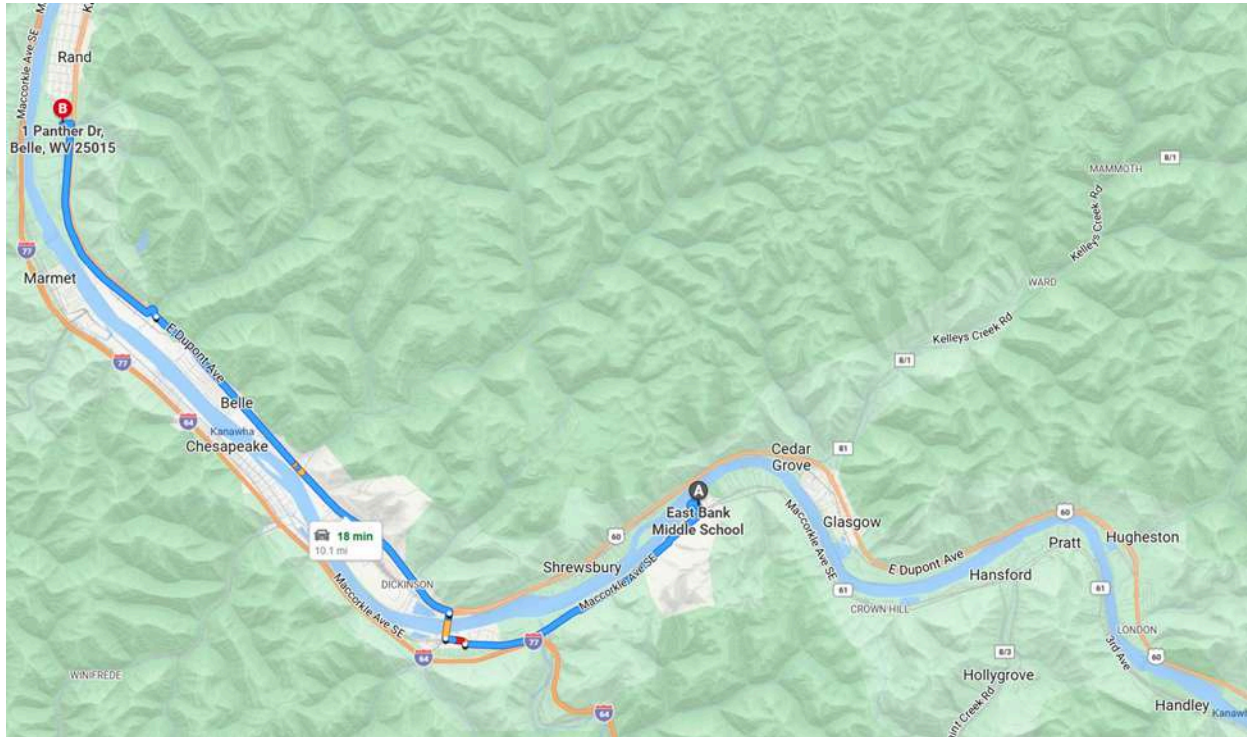 Maccorkle Ave SE
Rand
B
1 Panther Dr,
Belle, WV 25015
8/1
MAMMOTH
Kelleys Creek Rd
77
Marmet
WARD
Kelleys Creek Rd
E Dupont Ave
77
8/1
Belle
64
Kanawha
Chesapeake
81
Cedar
Grove
A
East Bank
Middle School
18 min
10.1 mi
60
Glasgow
60
Hugheston
Pratt
Shrewsbury
Maccorkle Ave SE
Maccorkle Ave SE
E Dupont Ave
Hansford
DICKINSON
61
CROWN HILL
61
Maccorkle Ave SE
LONDON
77
64
8/3
3rd Ave
60
WINIFREDE
Hollygrove
Handley
64
Creek Rd